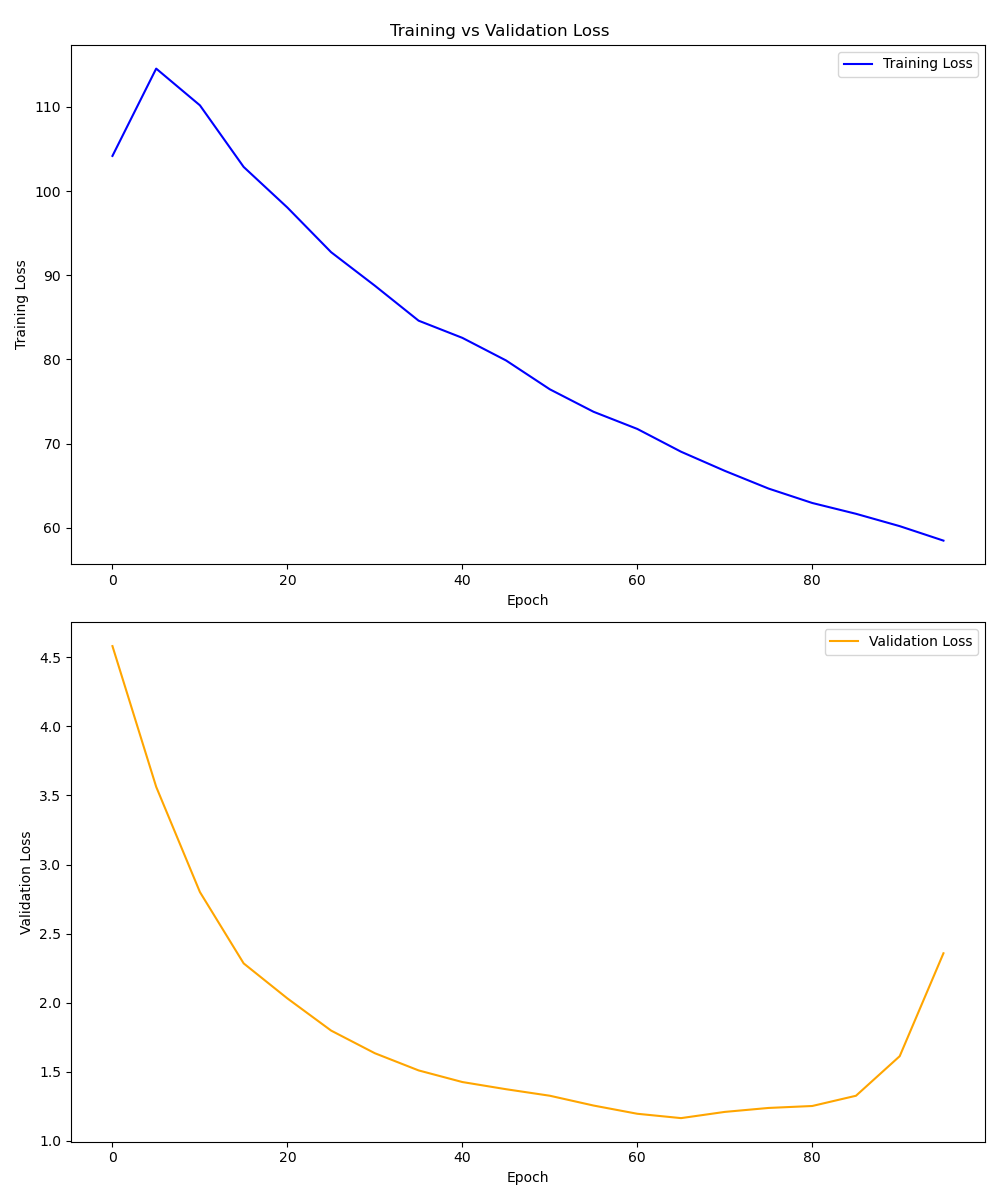 Training vs Validation Loss
Training Loss
110
100
90
80
70
60
Training Loss
0 20 40 60 80
Epoch
Validation Loss
4.5
4.0
3.5
3.0
2.5
2.0
1.5
1.0
Validation Loss
0 20 40 60 80
Epoch